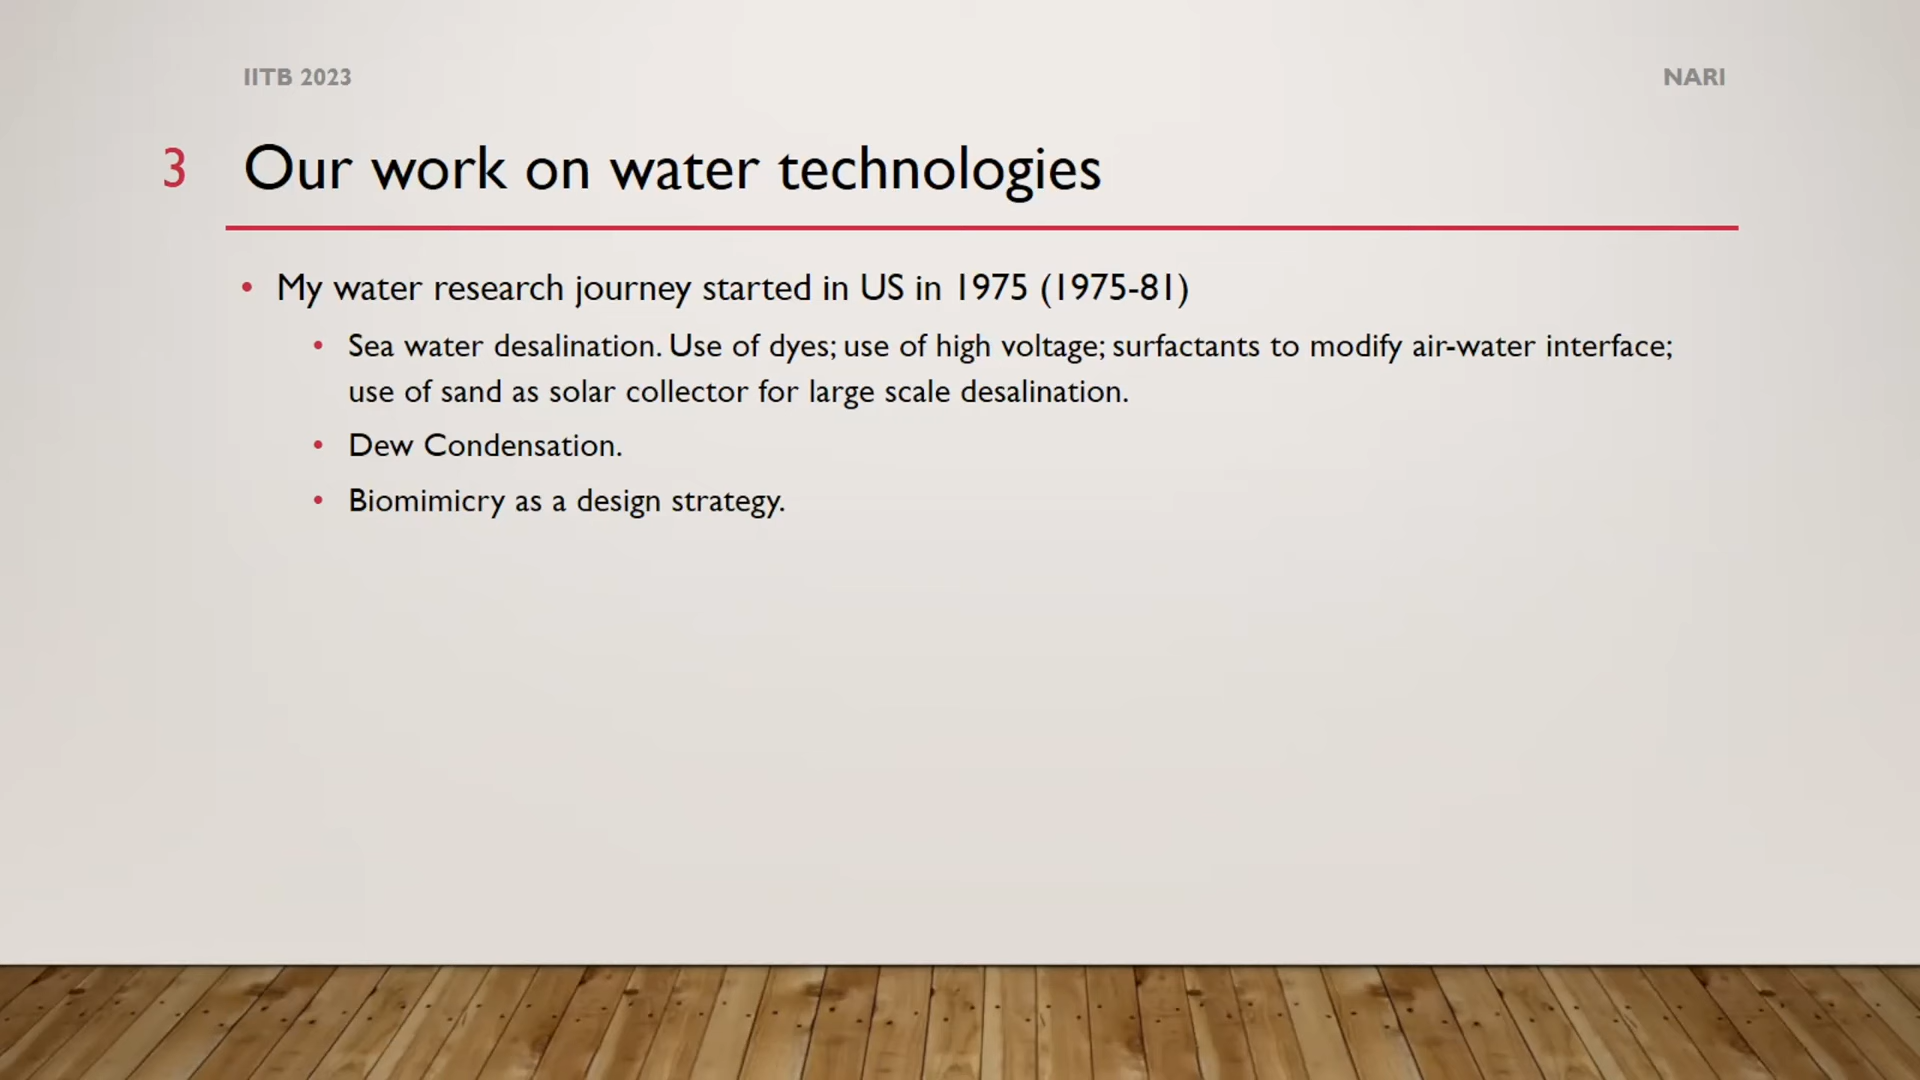 IITB 2023
NARI
3 Our work on water technologies
• My water research journey started in US in 1975 (1975-81)
• Sea water desalination. Use of dyes; use of high voltage; surfactants to modify air-water interface;
use of sand as solar collector for large scale desalination.
• Dew Condensation.
• Biomimicry as a design strategy.